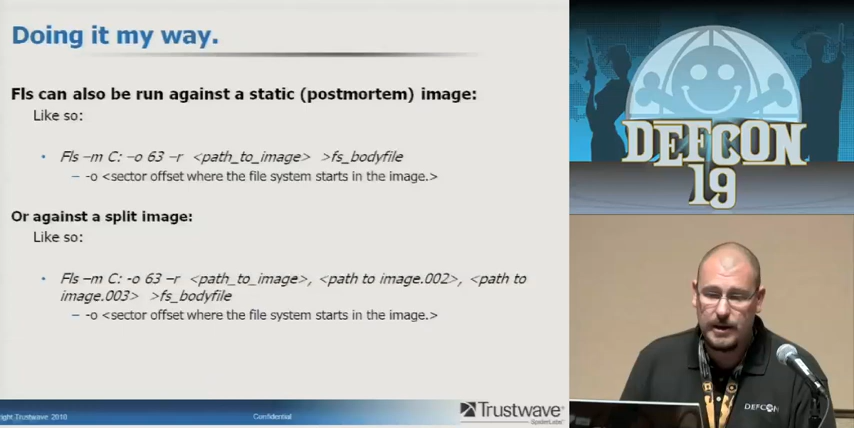 Doing it my way.
Fls can also be run against a static (postmortem) image:
Like so:
• Fls –m C: –o 63 –r <path_to_image> >fs_bodyfile
– -o <sector offset where the file system starts in the image.>
Or against a split image:
Like so:
• Fls –m C: -o 63 –r <path_to_image>, <path to image.002>, <path to
image.003> >fs_bodyfile
– -o <sector offset where the file system starts in the image.>
ight Trustwave 2010
Confidential
Trustwave®
SpiderLabs
DEFCON
19
DEFCON